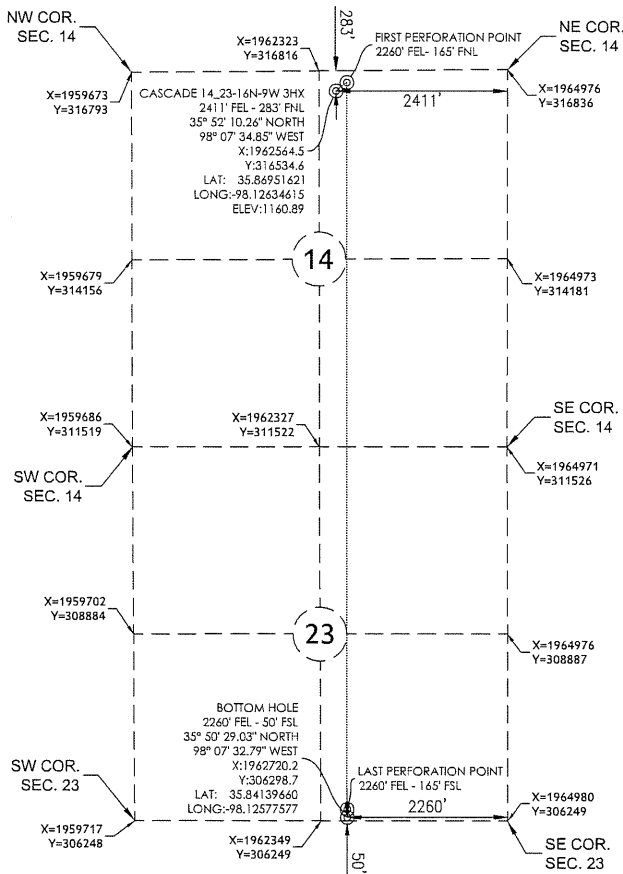 NW COR.
SEC. 14
X=1962323
Y=316816
283'
FIRST PERFORATION POINT
2260' FEL- 165' FNL
NE COR.
SEC. 14
X=1959673
Y=316793
CASCADE 14_23-16N-9W 3HX
2411' FEL - 283' FNL
35° 52' 10.26" NORTH
98° 07' 34.85" WEST
X:1962564.5
Y:316534.6
LAT: 35.86951621
LONG:-98.12634615
ELEV:1160.89
2411'
X=1964976
Y=316836
X=1959679
Y=314156
14
X=1964973
Y=314181
X=1959686
Y=311519
SW COR.
SEC. 14
X=1962327
Y=311522
SE COR.
SEC. 14
X=1964971
Y=311526
X=1959702
Y=308884
23
X=1964976
Y=308887
BOTTOM HOLE
2260' FEL - 50' FSL
35° 50' 29.03" NORTH
98° 07' 32.79" WEST
X:1962720.2
Y:306298.7
LAT: 35.84139660
LONG:-98.12577577
LAST PERFORATION POINT
2260' FEL - 165' FSL
SW COR.
SEC. 23
2260'
X=1964980
Y=306249
X=1959717
Y=306248
X=1962349
Y=306249
50'
SE COR.
SEC. 23